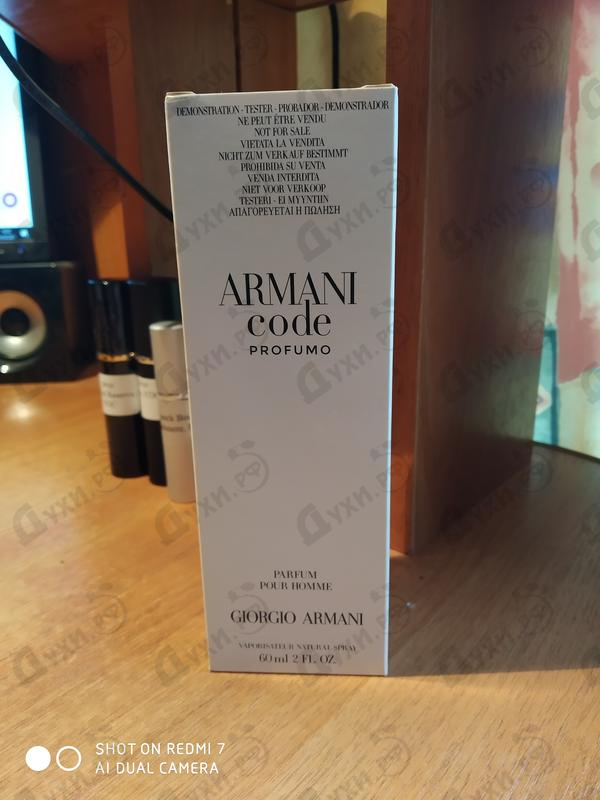 DEMONSTRATION - TESTER - PROBADOR - DEMONSTRADOR
NE PEUT ÊTRE VENDU
NOT FOR SALE
VIETATA LA VENDITA
NICHT ZUM VERKAUF BESTIMMT
PROHIBIDA SU VENTA
VENDA INTERDITA
NIET VOOR VERKOOP
TESTERI - EI MYYNTIIN
ΑΠΑΓΟΡΕΥΕΤΑΙ Η ΠΩΛΗΣΗ
ARMANI
code
PROFUMO
PARFUM
POUR HOMME
GIORGIO ARMANI
VAPORISATEUR NATURAL SPRAY
60 ml 2 FL. OZ.
SHOT ON REDMI 7
AI DUAL CAMERA
Духи.рф